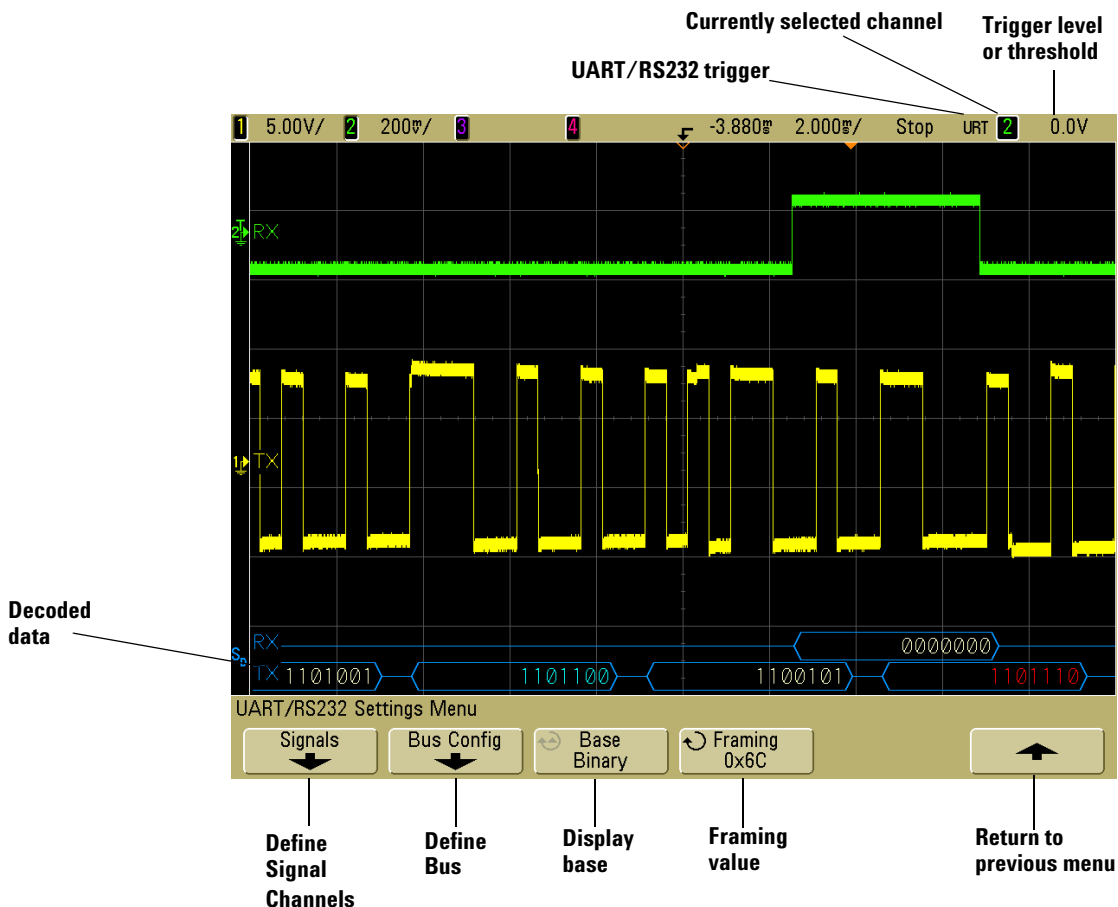 Currently selected channel
Trigger level
or threshold
UART/RS232 trigger
1 5.00V/ 2 200mV/ 3 4 -3.880ms 2.000ms/ Stop URT 2 0.0V
2 RX
1 TX
Decoded
data
RX 0000000
S
TX 1101001 1101100 1100101 1101110
UART/RS232 Settings Menu
Signals
Bus Config
Base
Binary
Framing
0x6C
Define
Signal
Channels
Define
Bus
Display
base
Framing
value
Return to
previous menu